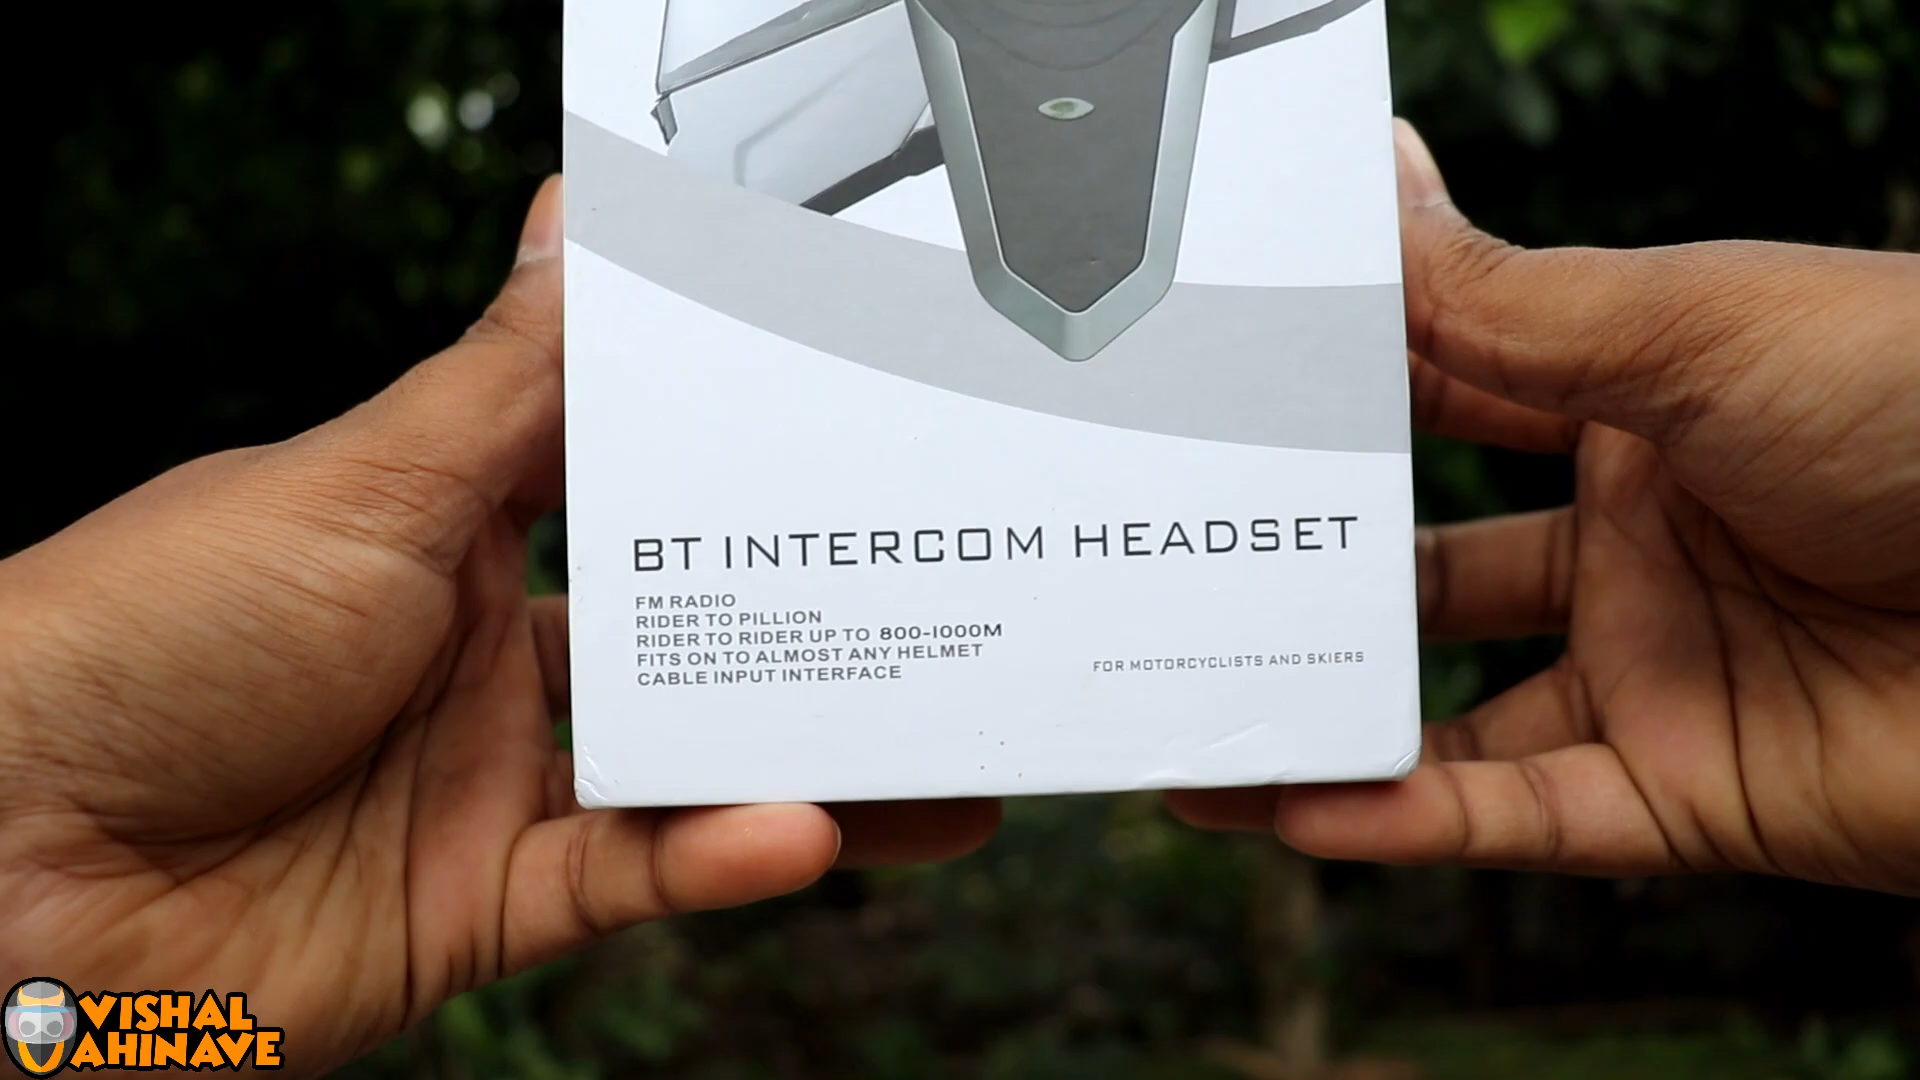 BT INTERCOM HEADSET
FM RADIO
RIDER TO PILLION
RIDER TO RIDER UP TO 800-1000M
FITS ON TO ALMOST ANY HELMET
CABLE INPUT INTERFACE
FOR MOTORCYCLISTS AND SKIERS
VISHAL
AHINAVE